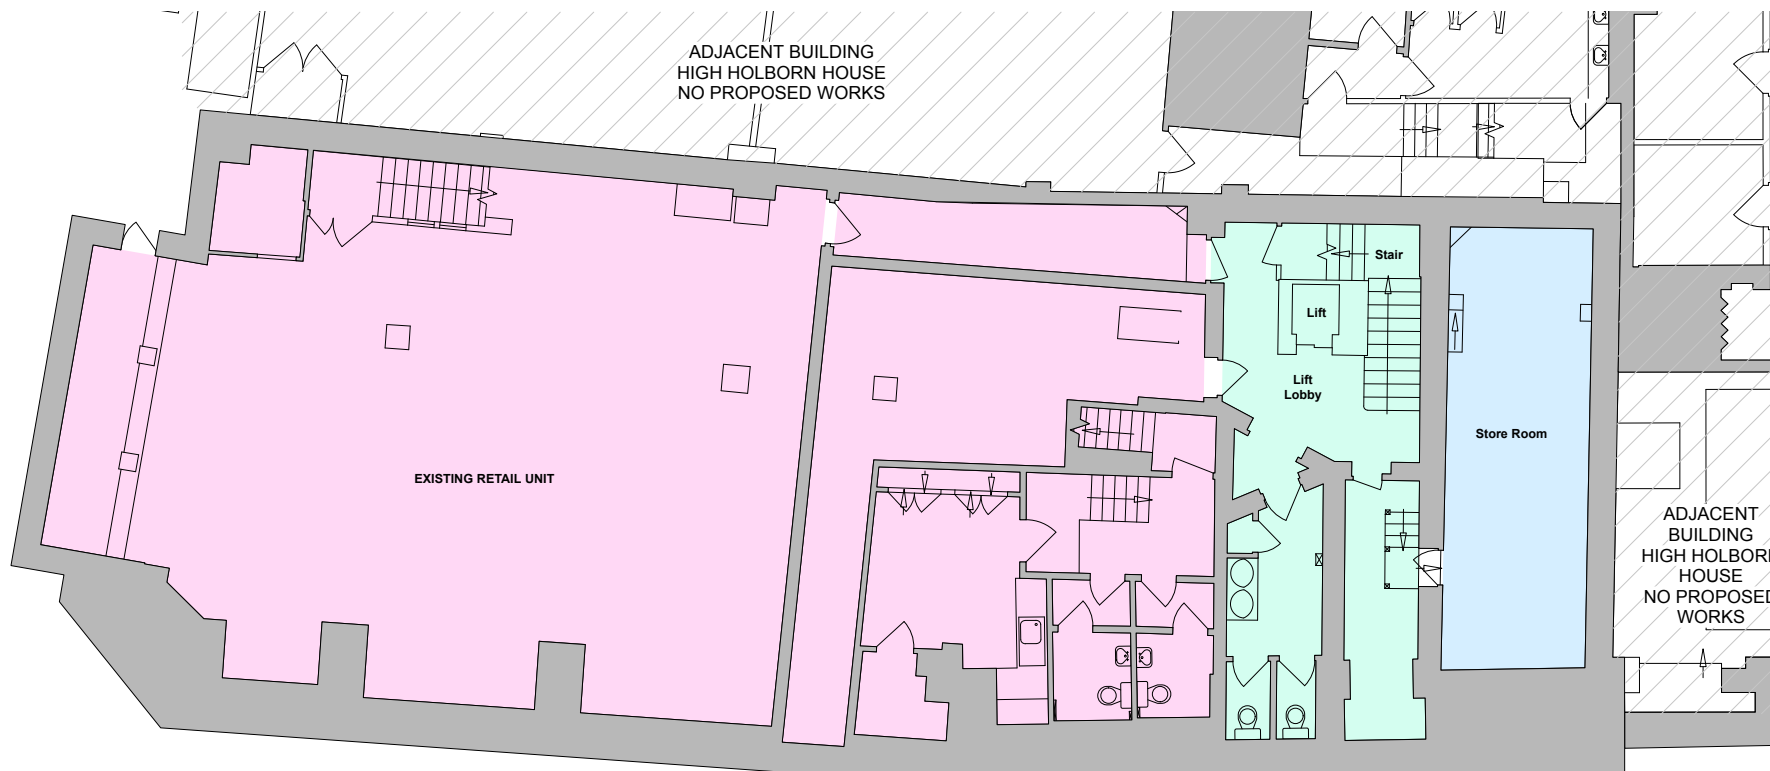 ADJACENT BUILDING
HIGH HOLBORN HOUSE
NO PROPOSED WORKS
Stair
Lift
Lift
Lobby
Store Room
EXISTING RETAIL UNIT
ADJACENT
BUILDING
HIGH HOLBORN
HOUSE
NO PROPOSED
WORKS